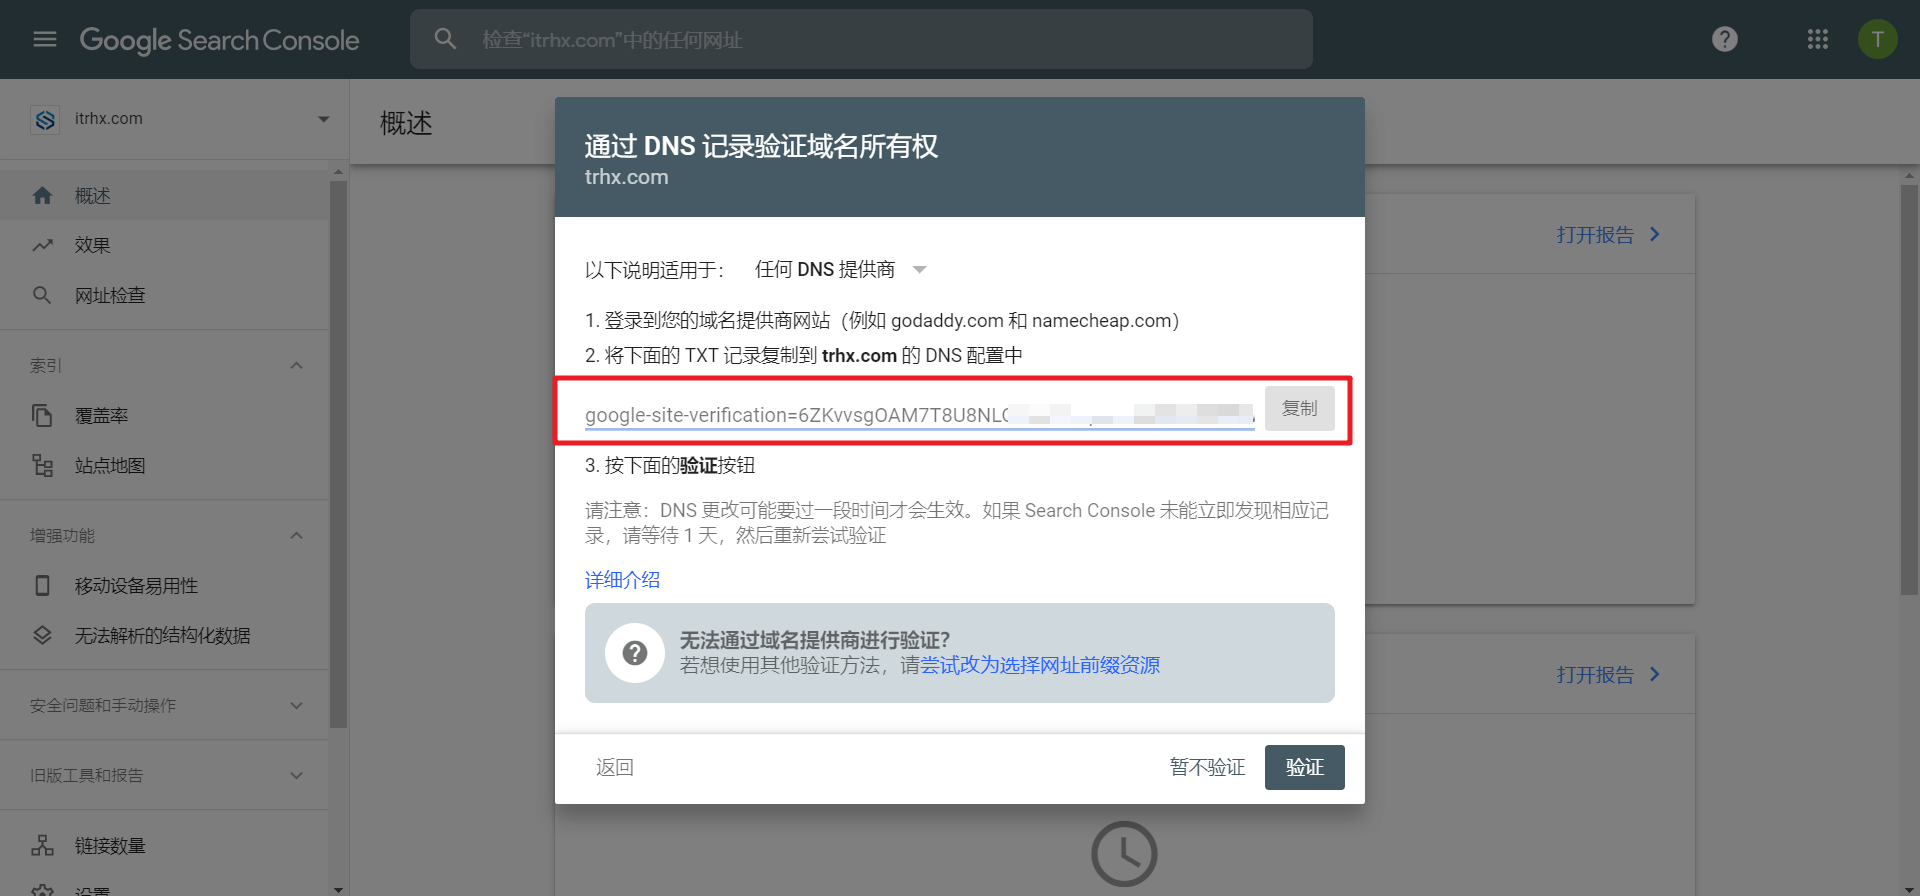 Google Search Console
检查“itrhx.com”中的任何网址
T
itrhx.com
概述
效果
网址检查
索引
覆盖率
站点地图
增强功能
移动设备易用性
无法解析的结构化数据
安全问题和手动操作
旧版工具和报告
链接数量
设置
概述
打开报告
打开报告
通过 DNS 记录验证域名所有权
trhx.com
以下说明适用于： 任何 DNS 提供商
1. 登录到您的域名提供商网站（例如 godaddy.com 和 namecheap.com）
2. 将下面的 TXT 记录复制到 trhx.com 的 DNS 配置中
google-site-verification=6ZKvvsgOAM7T8U8NL
复制
3. 按下面的验证按钮
请注意：DNS 更改可能要过一段时间才会生效。如果 Search Console 未能立即发现相应记
录，请等待 1 天，然后重新尝试验证
详细介绍
无法通过域名提供商进行验证？
若想使用其他验证方法，请尝试改为选择网址前缀资源
返回
暂不验证
验证